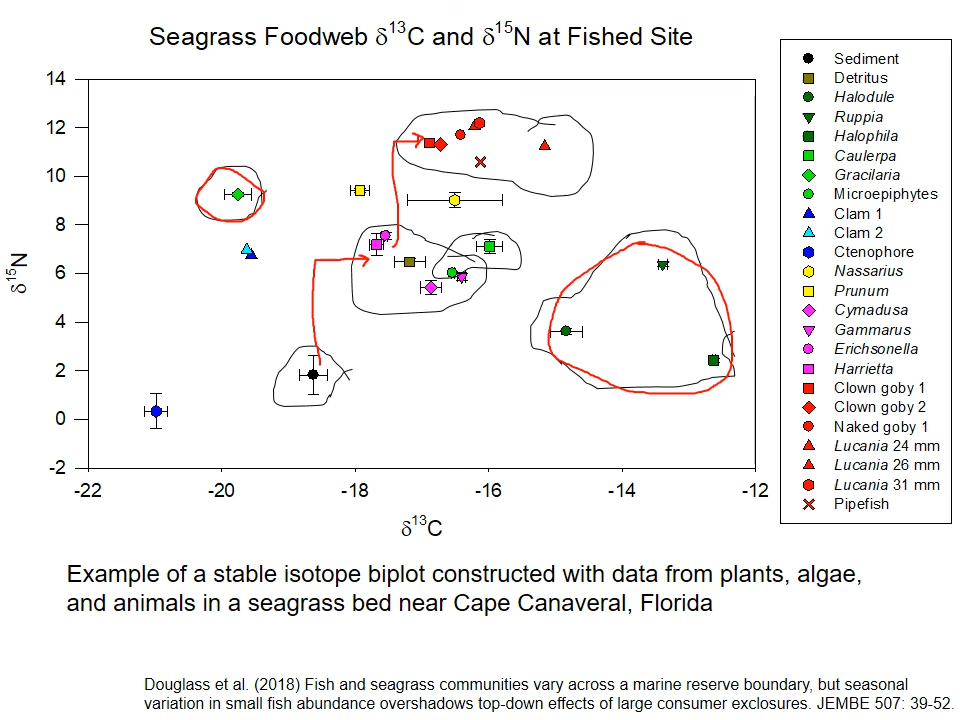 Seagrass Foodweb δ13C and δ15N at Fished Site
14
12
10
8
6
4
2
0
-2
δ15N
-22
-20
-18
-16
-14
-12
δ13C
Sediment
Detritus
Halodule
Ruppia
Halophila
Caulerpa
Gracilaria
Microepiphytes
Clam 1
Clam 2
Ctenophore
Nassarius
Prunum
Cymadusa
Gammarus
Erichsonella
Harrietta
Clown goby 1
Clown goby 2
Naked goby 1
Lucania 24 mm
Lucania 26 mm
Lucania 31 mm
Pipefish
Example of a stable isotope biplot constructed with data from plants, algae,
and animals in a seagrass bed near Cape Canaveral, Florida
Douglass et al. (2018) Fish and seagrass communities vary across a marine reserve boundary, but seasonal
variation in small fish abundance overshadows top-down effects of large consumer exclosures. JEMBE 507: 39-52.